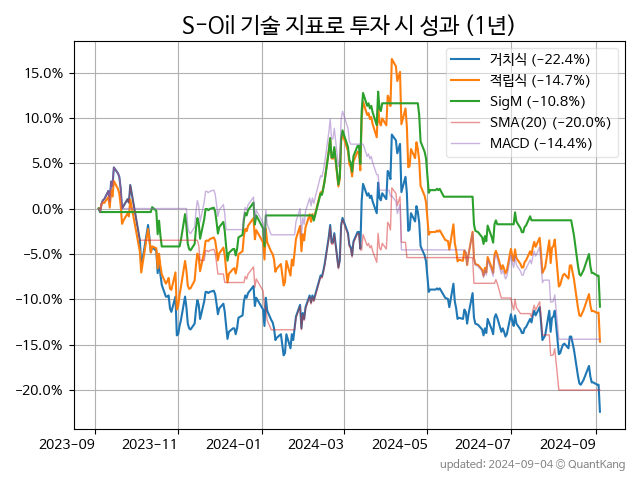 S-Oil 기술 지표로 투자 시 성과 (1년)
거치식 (−22.4%)
적립식 (−14.7%)
SigM (−10.8%)
SMA(20) (−20.0%)
MACD (−14.4%)
15.0%
10.0%
5.0%
0.0%
−5.0%
−10.0%
−15.0%
−20.0%
2023-09 2023-11 2024-01 2024-03 2024-05 2024-07 2024-09
updated: 2024-09-04 © QuantKang